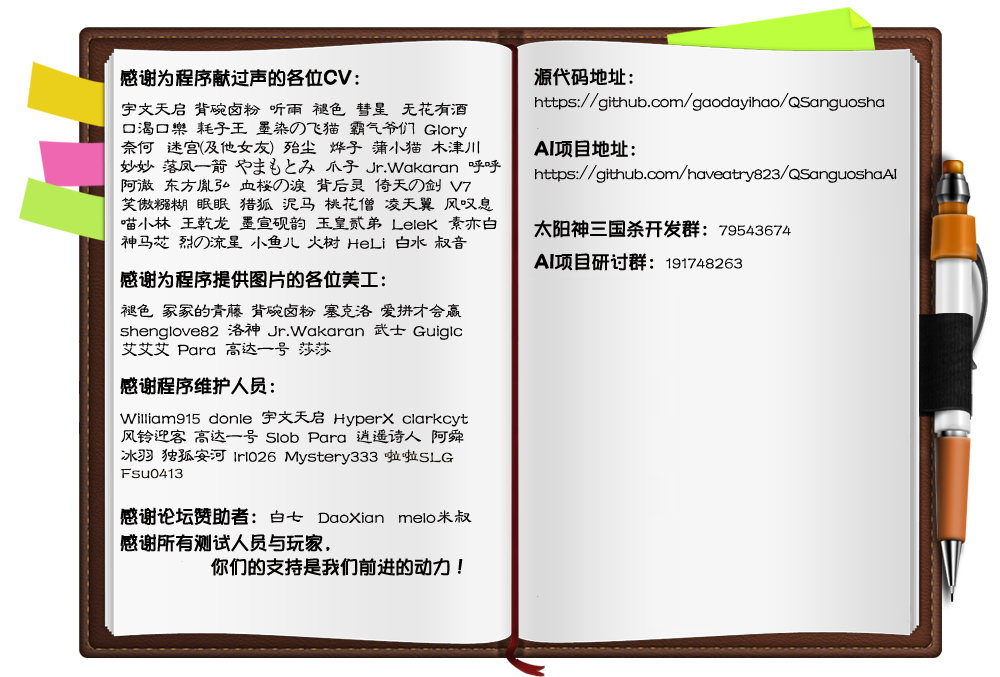 感谢为程序献过声的各位CV：
宇文天启 背碗卤粉 听雨 褪色 彗星 无花有酒
口渴口樂 耗子王 墨染の飞猫 霸气爷们 Glory
奈何 迷宫(及他女友) 殆尘 烨子 蒲小猫 木津川
妙妙 落凤一箭 やまもとみ 爪子 Jr.Wakaran 呼呼
阿澈 东方胤弘 血桜の涙 背后灵 倚天の剑 V7
笑傲糨糊 眠眠 猎狐 泥马 桃花僧 凌天翼 风叹息
喵小林 王乾龙 墨宣砚韵 玉皇贰弟 LeleK 素亦白
神马芯 烈の流星 小鱼儿 火树 HeLi 白水 叔音
感谢为程序提供图片的各位美工：
褪色 冢冢的青藤 背碗卤粉 塞克洛 爱拼才会赢
shenglove82 洛神 Jr.Wakaran 武士 Guigic
艾艾艾 Para 高达一号 莎莎
感谢程序维护人员：
William915 donle 宇文天启 HyperX clarkcyt
风铃迎客 高达一号 Slob Para 逍遥诗人 阿舜
冰羽 独孤安河 lrl026 Mystery333 啦啦SLG
Fsu0413
感谢论坛赞助者：白七 DaoXian melo米叔
感谢所有测试人员与玩家，
你们的支持是我们前进的动力！
源代码地址：
https://github.com/gaodayihao/QSanguosha
AI项目地址：
https://github.com/haveatry823/QSanguoshaAI
太阳神三国杀开发群：79543674
AI项目研讨群：191748263